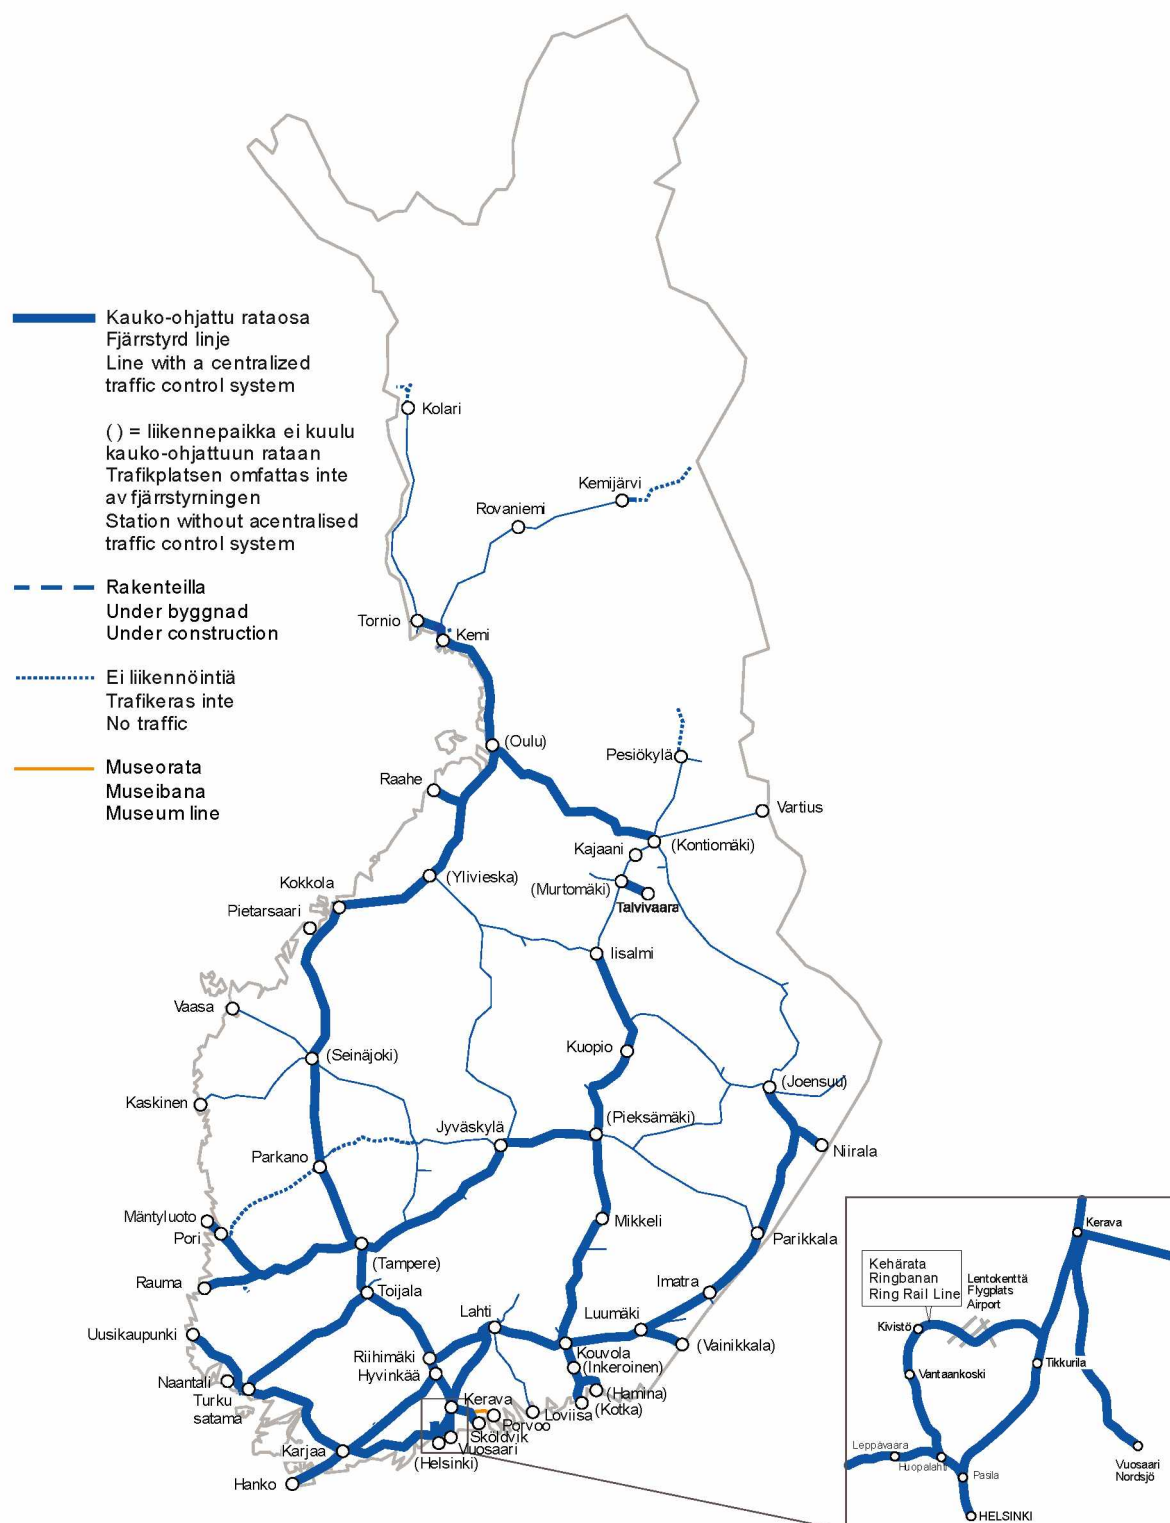 Kauko-ohjattu rataosa
Fjärrstyrd linje
Line with a centralized
traffic control system
( ) = liikennepaikka ei kuulu
kauko-ohjattuun rataan
Trafikplatsen omfattas inte
av fjärrstyrningen
Station without acentralised
traffic control system
Rakenteilla
Under byggnad
Under construction
Ei liikennöintiä
Trafikeras inte
No traffic
Museorata
Museibana
Museum line
Kolari
Kemijärvi
Rovaniemi
Tornio
Kemi
(Oulu)
Pesiökylä
Raahe
Vartius
(Kontiomäki)
Kajaani
(Ylivieska)
(Murtomäki)
Kokkola
Talvivaara
Pietarsaari
Iisalmi
Vaasa
Kuopio
(Seinäjoki)
(Joensuu)
Kaskinen
(Pieksämäki)
Jyväskylä
Niirala
Parkano
Mäntyluoto
Pori
Mikkeli
Parikkala
(Tampere)
Rauma
Imatra
Toijala
Lahti
Luumäki
Uusikaupunki
(Vainikkala)
Kouvola
Riihimäki
(Inkeroinen)
Hyvinkää
Naantali
(Hamina)
Turku
satama
Kerava
(Kotka)
Loviisa
Porvoo
Sköldvik
Vuosaari
Karjaa
(Helsinki)
Hanko
Kerava
Kehärata
Ringbanan
Ring Rail Line
Lentokenttä
Flygplats
Airport
Kivistö
Tikkurila
Vantaankoski
Leppävaara
Huopalahti
Vuosaari
Nordsjö
Pasila
HELSINKI